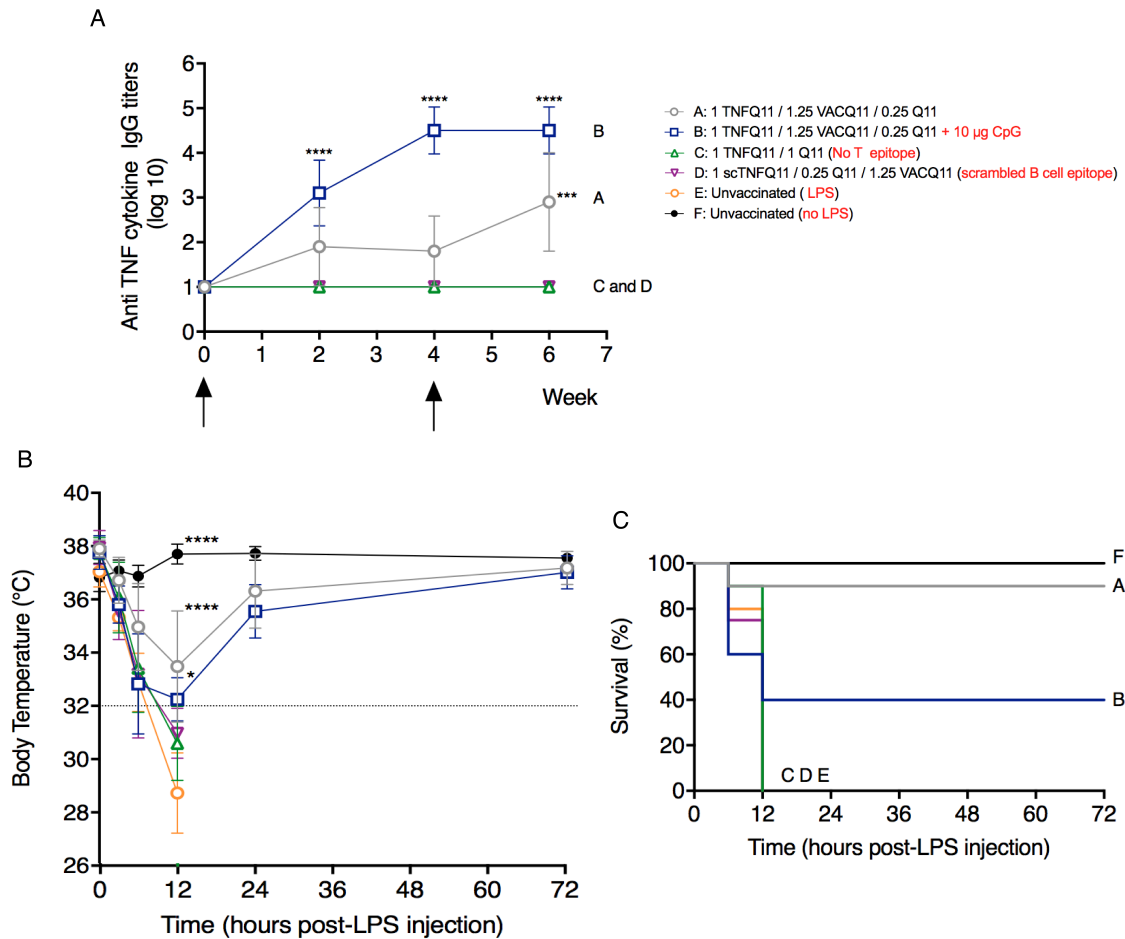 A
Anti TNF cytokine IgG titers
(log 10)
6
5
4
3
2
1
0
0 1 2 3 4 5 6 7
Week
****
****
****
***
B
A
C and D
A: 1 TNFQ11 / 1.25 VACQ11 / 0.25 Q11
B: 1 TNFQ11 / 1.25 VACQ11 / 0.25 Q11 + 10 µg CpG
C: 1 TNFQ11 / 1 Q11 (No T epitope)
D: 1 scTNFQ11 / 0.25 Q11 / 1.25 VACQ11 (scrambled B cell epitope)
E: Unvaccinated ( LPS)
F: Unvaccinated (no LPS)
B
Body Temperature (°C)
40
38
36
34
32
30
28
26
0 12 24 36 48 60 72
Time (hours post-LPS injection)
****
****
*
C
Survival (%)
100
80
60
40
20
0
0 12 24 36 48 60 72
Time (hours post-LPS injection)
F
A
B
C D E